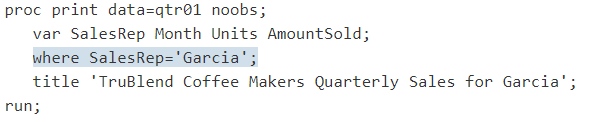 proc print data=qtr01 noobs;
   var SalesRep Month Units AmountSold;
   where SalesRep='Garcia';
   title 'TruBlend Coffee Makers Quarterly Sales for Garcia';
run;